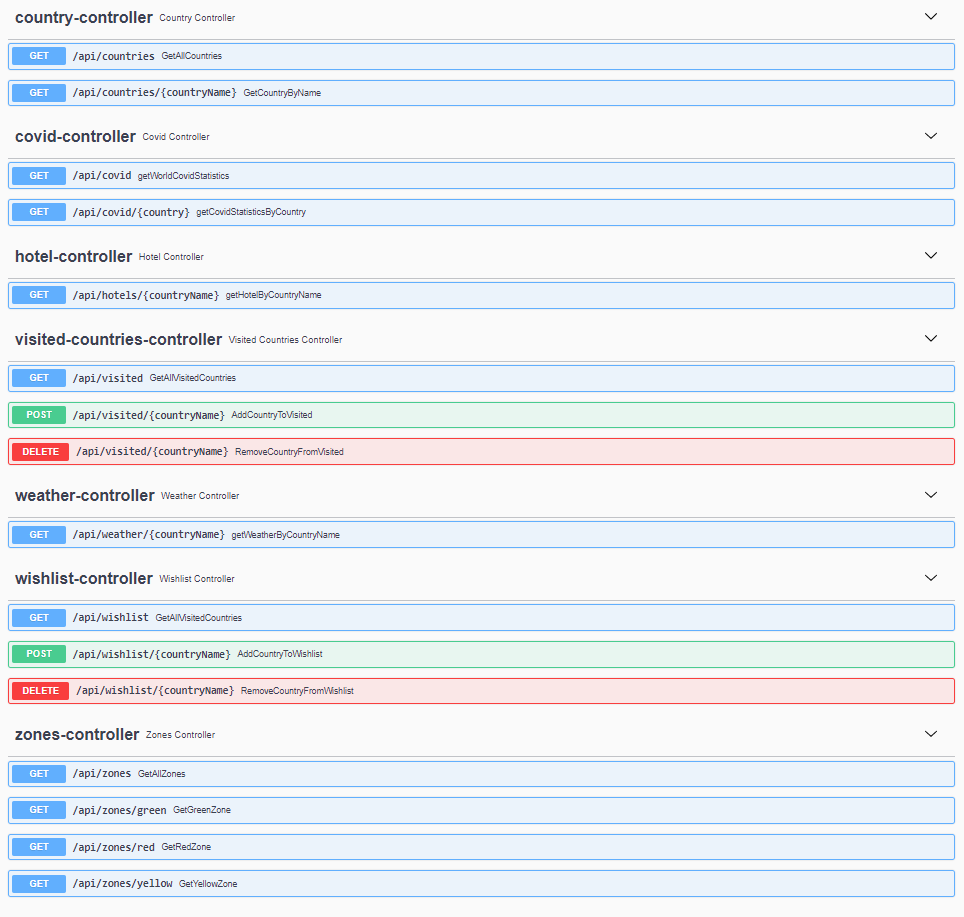 country-controller Country Controller
GET /api/countries GetAllCountries
GET /api/countries/{countryName} GetCountryByName
covid-controller Covid Controller
GET /api/covid getWorldCovidStatistics
GET /api/covid/{country} getCovidStatisticsByCountry
hotel-controller Hotel Controller
GET /api/hotels/{countryName} getHotelByCountryName
visited-countries-controller Visited Countries Controller
GET /api/visited GetAllVisitedCountries
POST /api/visited/{countryName} AddCountryToVisited
DELETE /api/visited/{countryName} RemoveCountryFromVisited
weather-controller Weather Controller
GET /api/weather/{countryName} getWeatherByCountryName
wishlist-controller Wishlist Controller
GET /api/wishlist GetAllVisitedCountries
POST /api/wishlist/{countryName} AddCountryToWishlist
DELETE /api/wishlist/{countryName} RemoveCountryFromWishlist
zones-controller Zones Controller
GET /api/zones GetAllZones
GET /api/zones/green GetGreenZone
GET /api/zones/red GetRedZone
GET /api/zones/yellow GetYellowZone